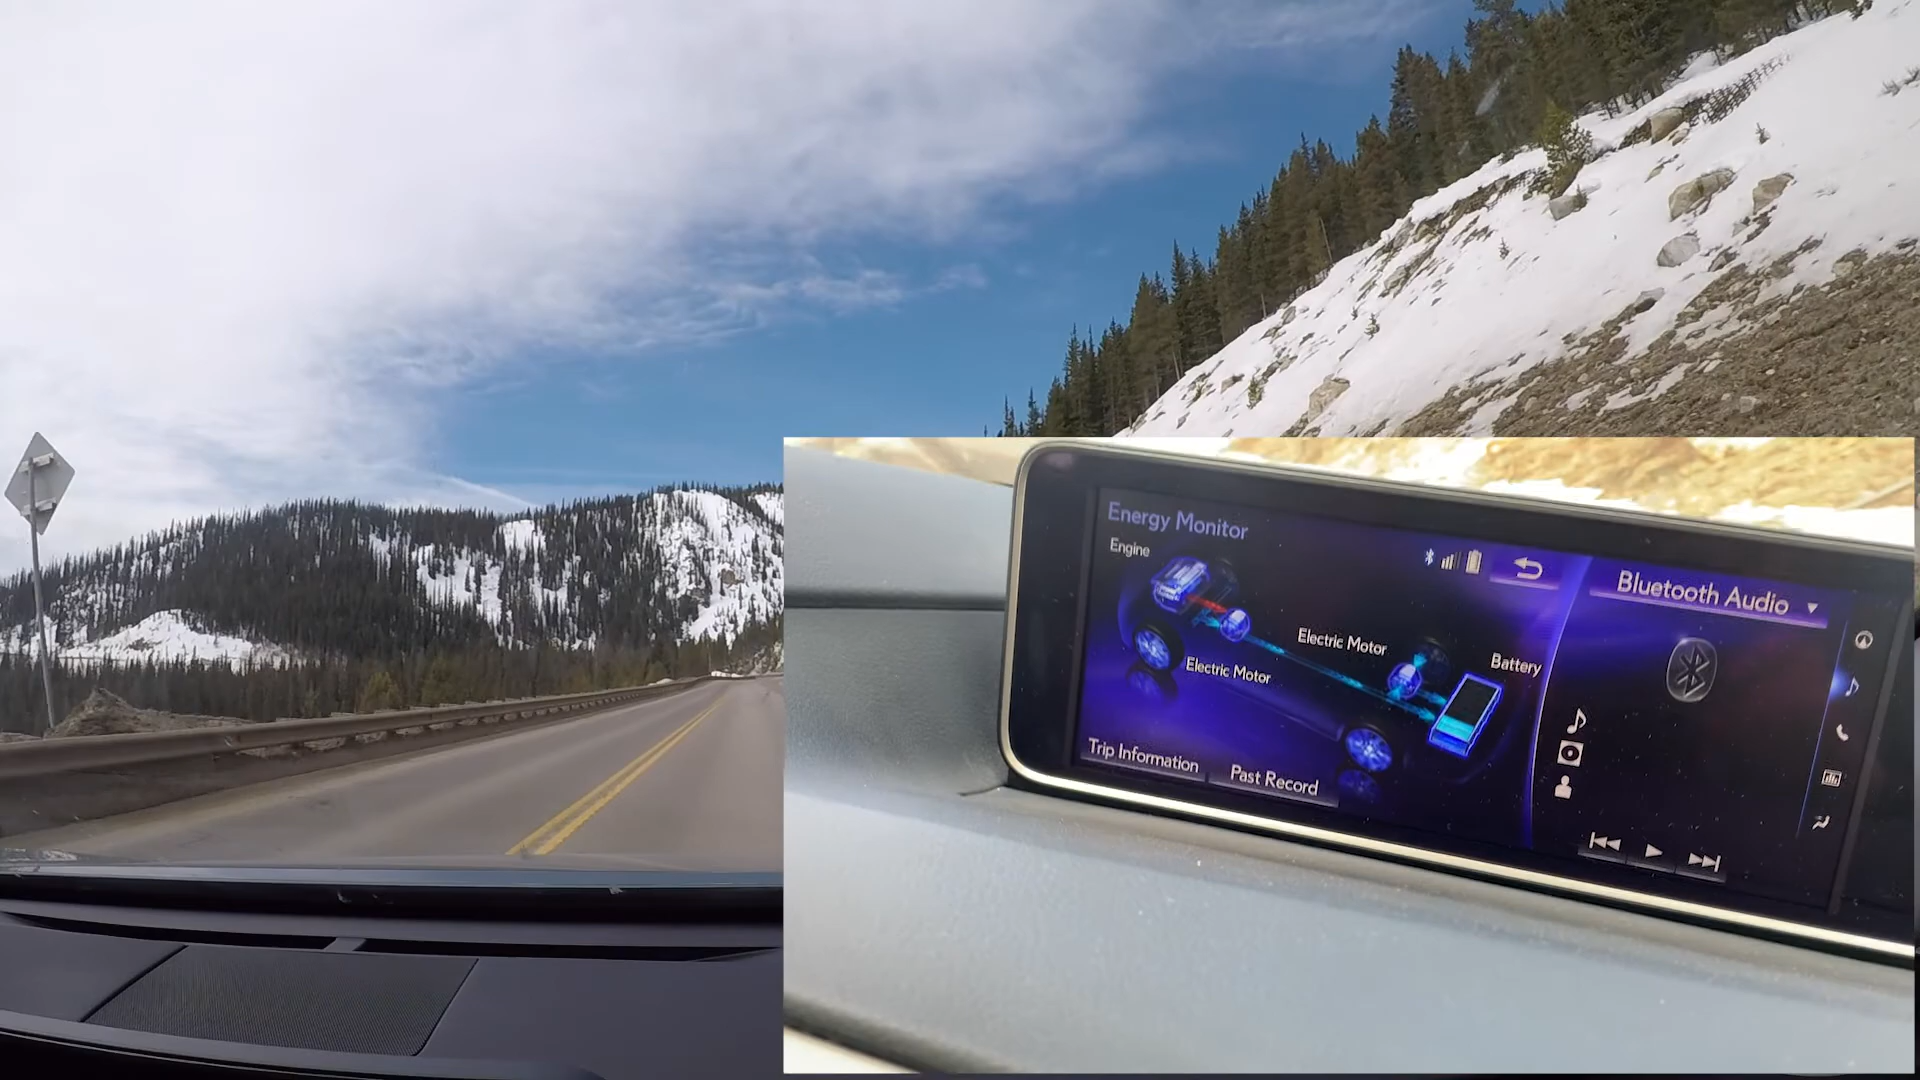 Energy Monitor
Engine
Bluetooth Audio
Electric Motor
Battery
Electric Motor
Trip Information
Past Record